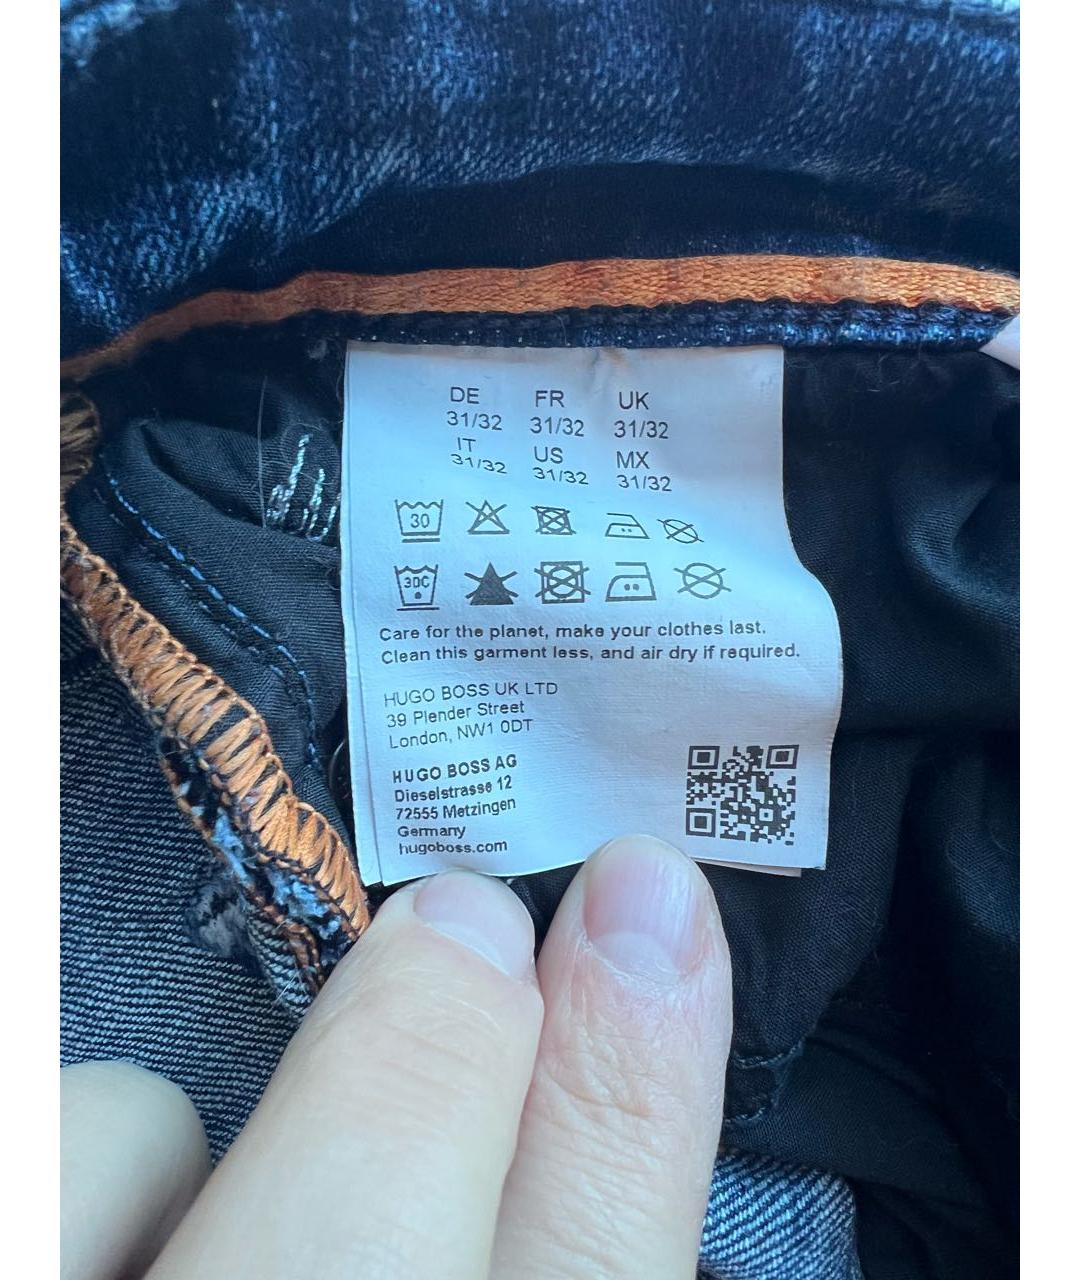 DE FR UK
31/32 31/32 31/32
IT US MX
31/32 31/32 31/32
30
30C
Care for the planet, make your clothes last.
Clean this garment less, and air dry if required.
HUGO BOSS UK LTD
39 Plender Street
London, NW1 0DT
HUGO BOSS AG
Dieselstrasse 12
72555 Metzingen
Germany
hugoboss.com